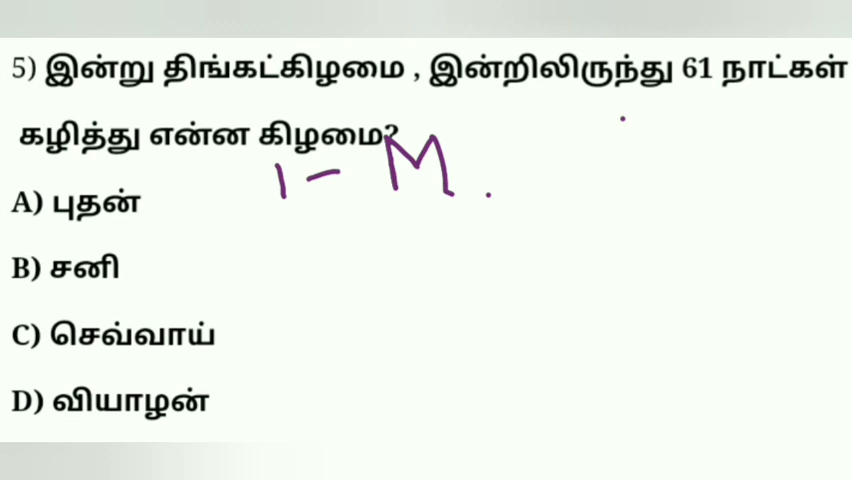 5) இன்று திங்கட்கிழமை , இன்றிலிருந்து 61 நாட்கள்
கழித்து என்ன கிழமை?
1 - M
A) புதன்
B) சனி
C) செவ்வாய்
D) வியாழன்